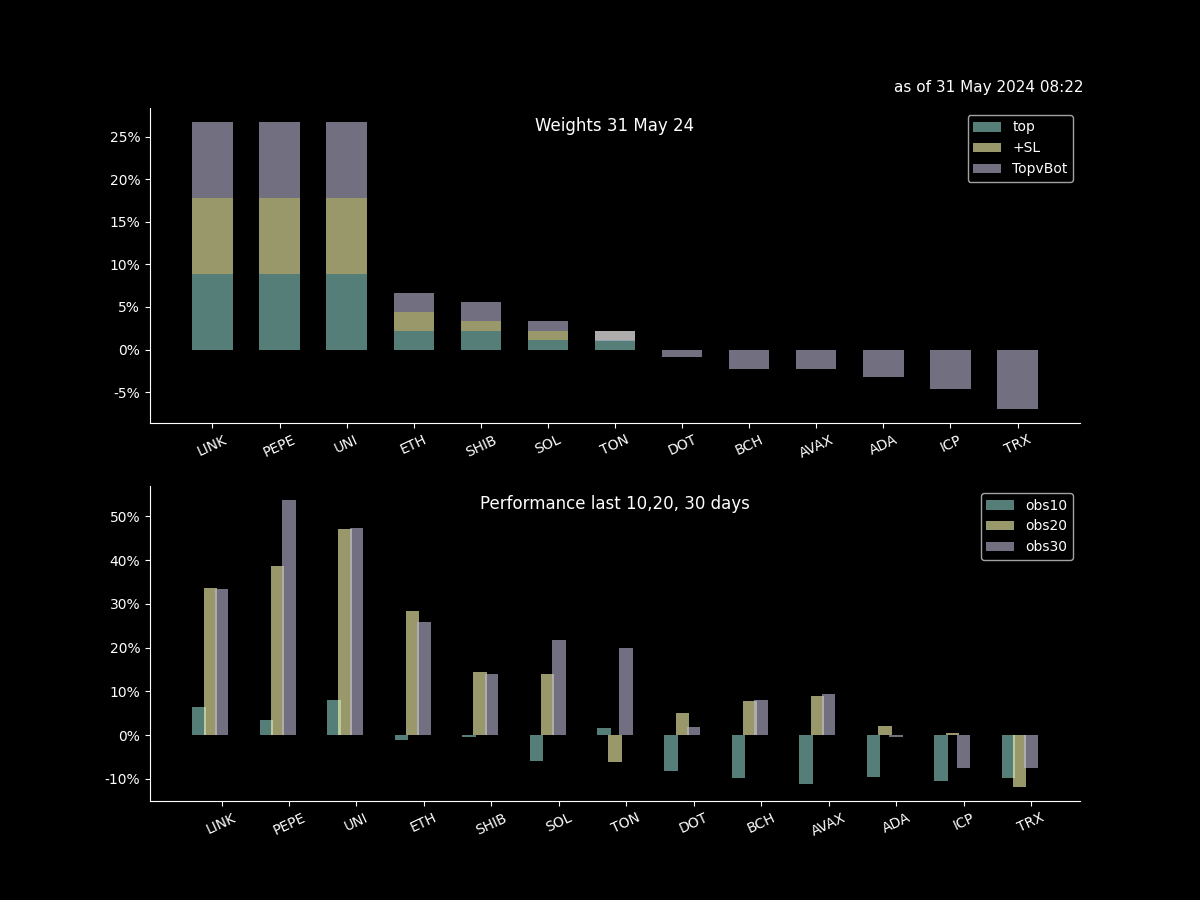 as of 31 May 2024 08:22
Weights 31 May 24
top
+SL
TopvBot
25%
20%
15%
10%
5%
0%
-5%
LINK PEPE UNI ETH SHIB SOL TON DOT BCH AVAX ADA ICP TRX
Performance last 10,20, 30 days
obs10
obs20
obs30
50%
40%
30%
20%
10%
0%
-10%
LINK PEPE UNI ETH SHIB SOL TON DOT BCH AVAX ADA ICP TRX